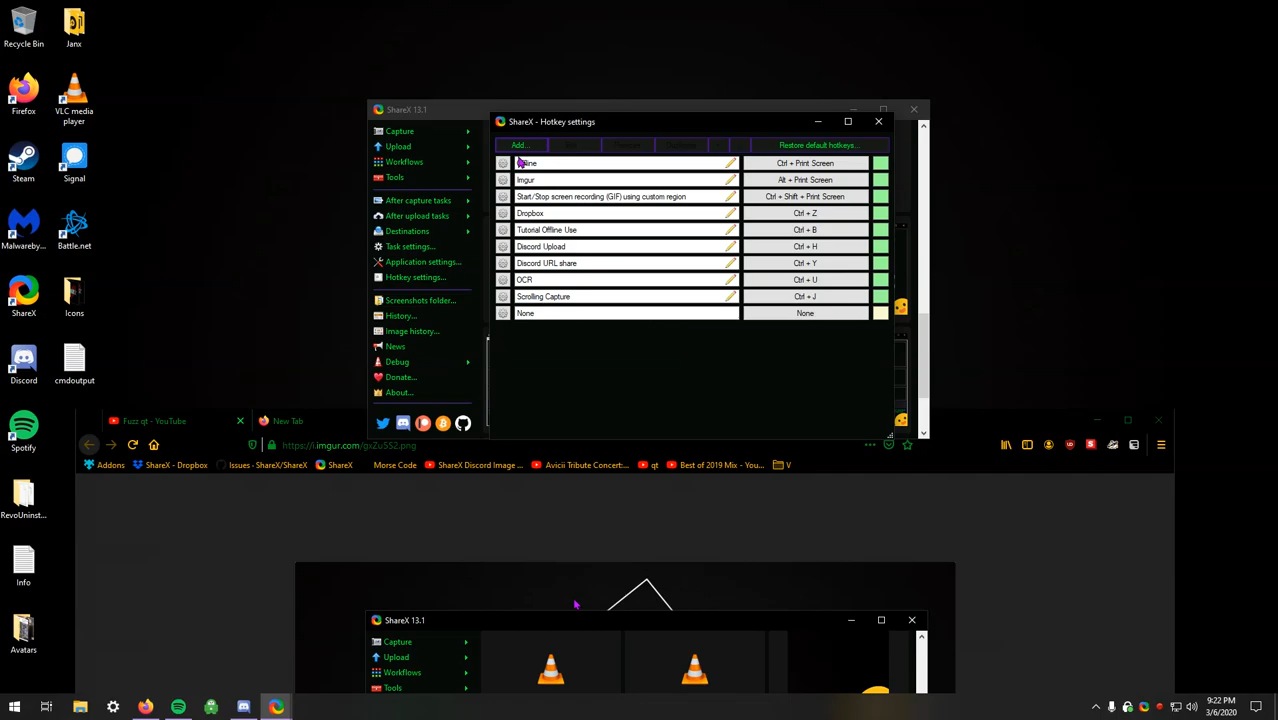 Recycle Bin
Janx
Firefox
VLC media
player
Steam
Signal
Malwareby...
Battle.net
ShareX
Icons
Discord
cmdoutput
Spotify
RevoUninst...
Info
Avatars
ShareX 13.1
Capture
Upload
Workflows
Tools
After capture tasks
After upload tasks
Destinations
Task settings...
Application settings...
Hotkey settings...
Screenshots folder...
History...
Image history...
News
Debug
Donate...
About...
ShareX - Hotkey settings
Add...
Restore default hotkeys...
Ctrl + Print Screen
Imgur
Alt + Print Screen
Start/Stop screen recording (GIF) using custom region
Ctrl + Shift + Print Screen
Dropbox
Ctrl + Z
Tutorial Offline Use
Ctrl + B
Discord Upload
Ctrl + H
Discord URL share
Ctrl + Y
OCR
Ctrl + U
Scrolling Capture
Ctrl + J
None
None
Fuzz qt - YouTube
New Tab
https://i.imgur.com/gxZu5S2.png
Addons
ShareX - Dropbox
Issues · ShareX/ShareX
ShareX
Morse Code
ShareX Discord Image ...
Avicii Tribute Concert:...
qt
Best of 2019 Mix - You...
V
ShareX 13.1
Capture
Upload
Workflows
Tools
9:22 PM
3/6/2020